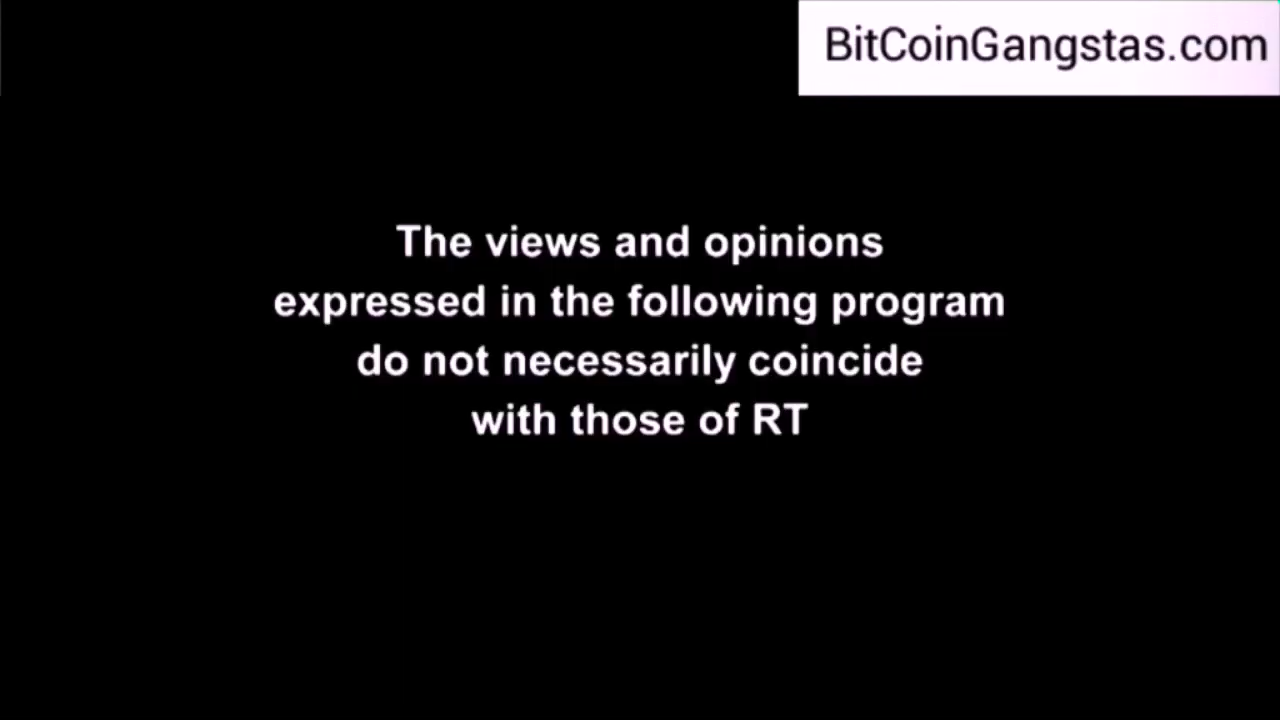 BitCoinGangstas.com
The views and opinions
expressed in the following program
do not necessarily coincide
with those of RT